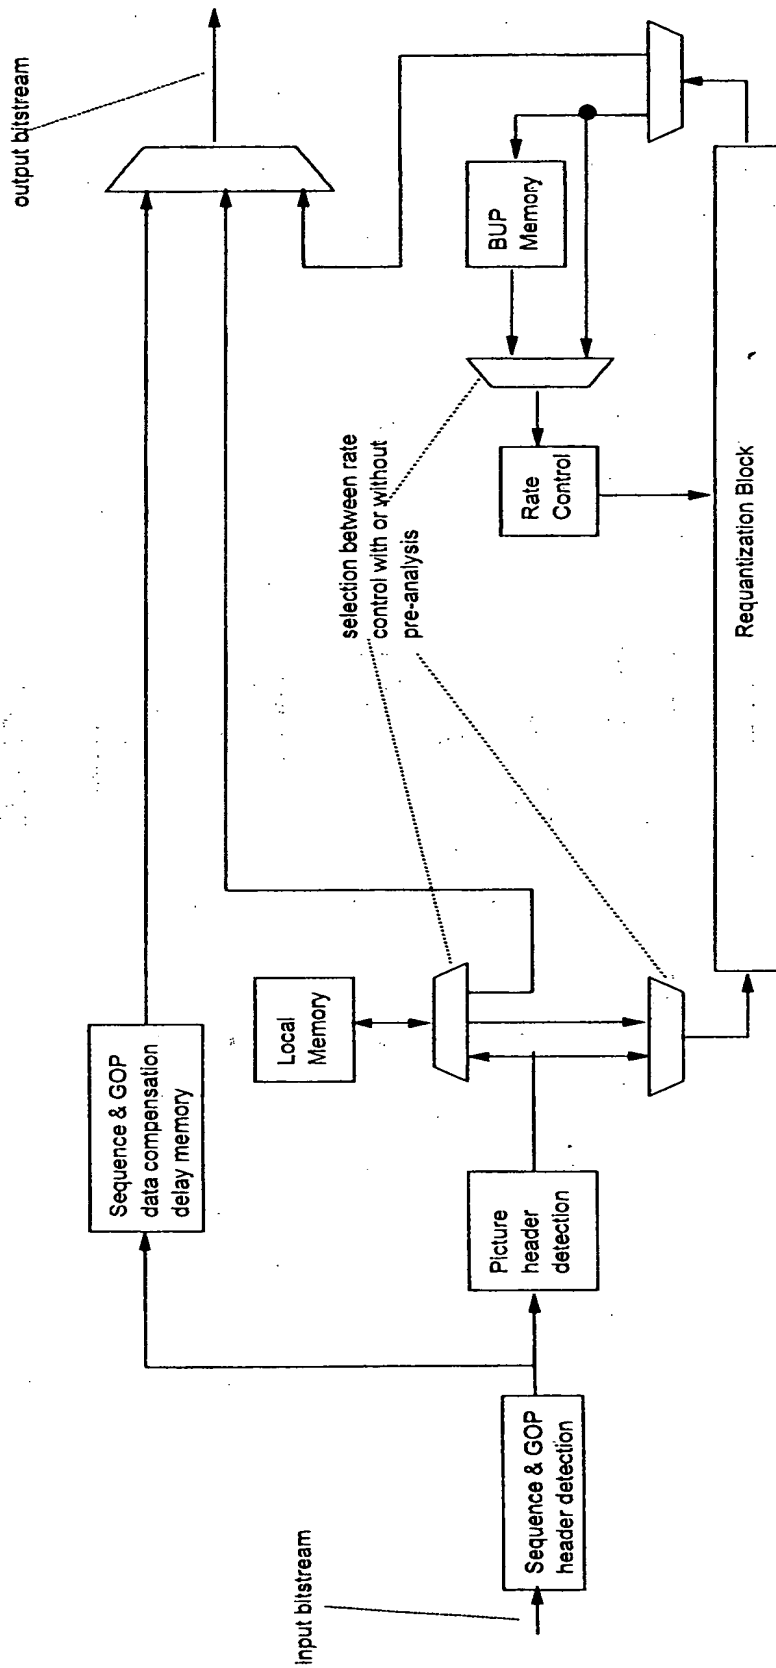 input bitstream
Sequence & GOP
header detection
Sequence & GOP
data compensation
delay memory
Picture
header
detection
Local
Memory
selection between rate
control with or without
pre-analysis
Rate
Control
BUP
Memory
Requantization Block
output bitstream